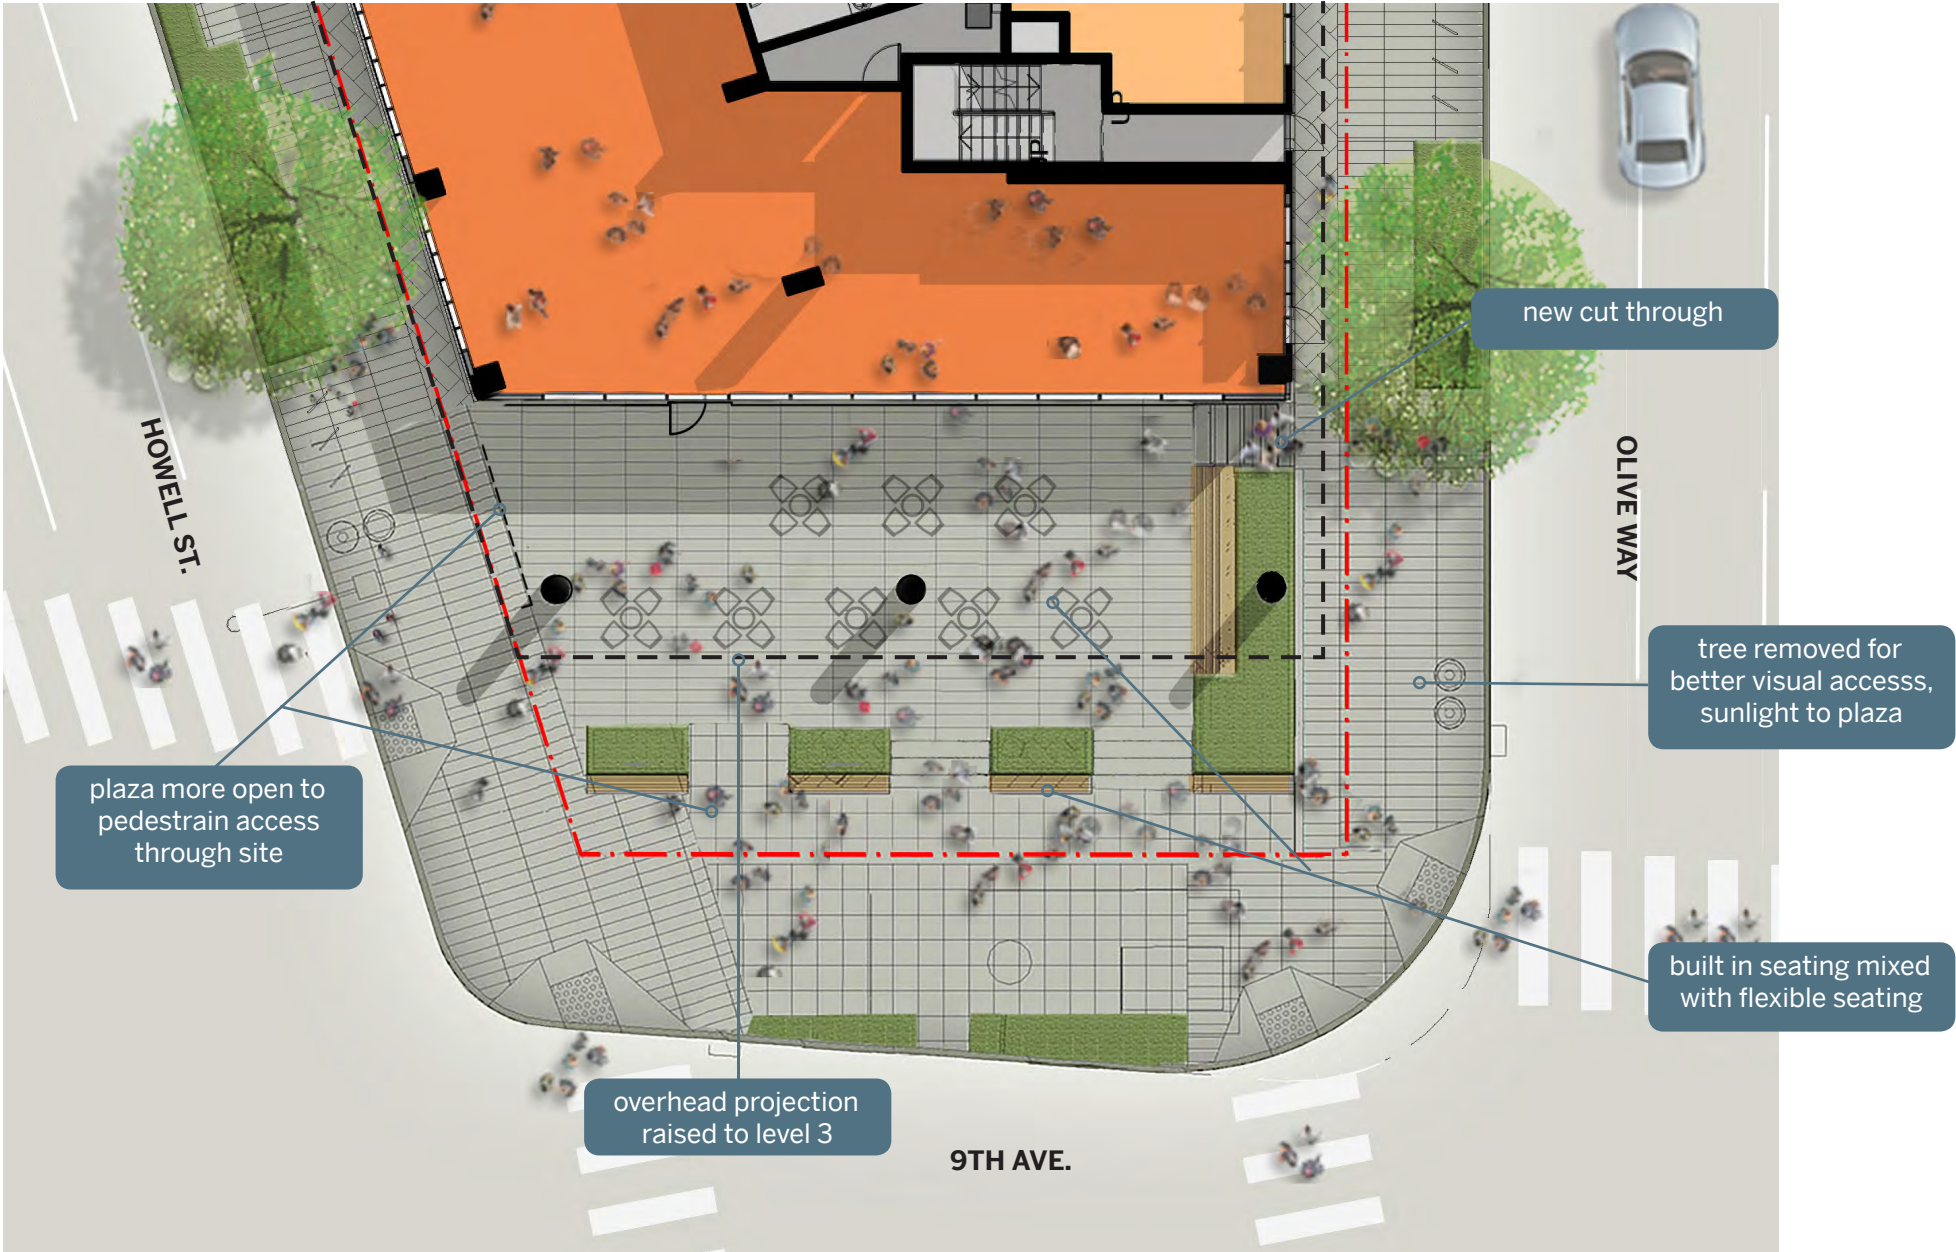 UP
UP
new cut through
HOWELL ST.
OLIVE WAY
tree removed for
better visual accesss,
sunlight to plaza
plaza more open to
pedestrain access
through site
built in seating mixed
with flexible seating
overhead projection
raised to level 3
9TH AVE.